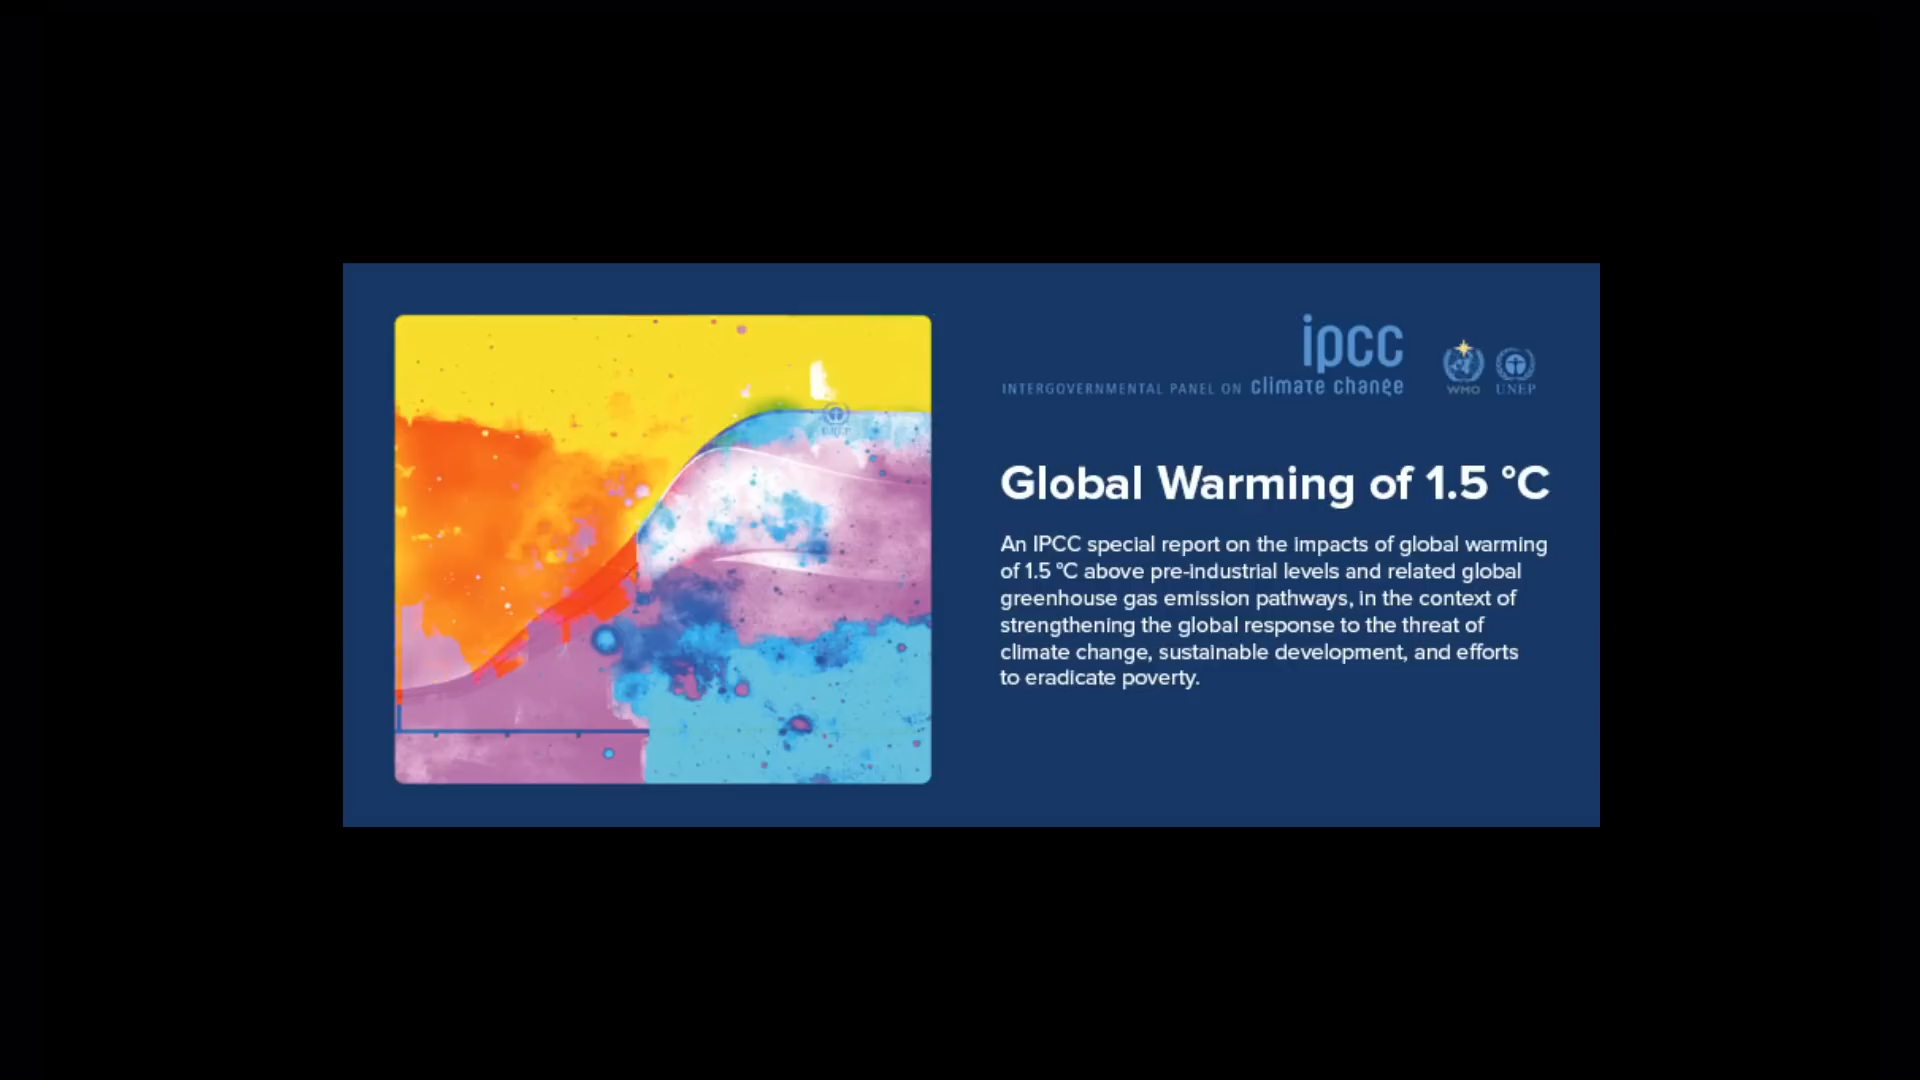 ipcc
INTERGOVERNMENTAL PANEL ON climate change
WMO UNEP
Global Warming of 1.5 °C
An IPCC special report on the impacts of global warming
of 1.5 °C above pre-industrial levels and related global
greenhouse gas emission pathways, in the context of
strengthening the global response to the threat of
climate change, sustainable development, and efforts
to eradicate poverty.
UNEP